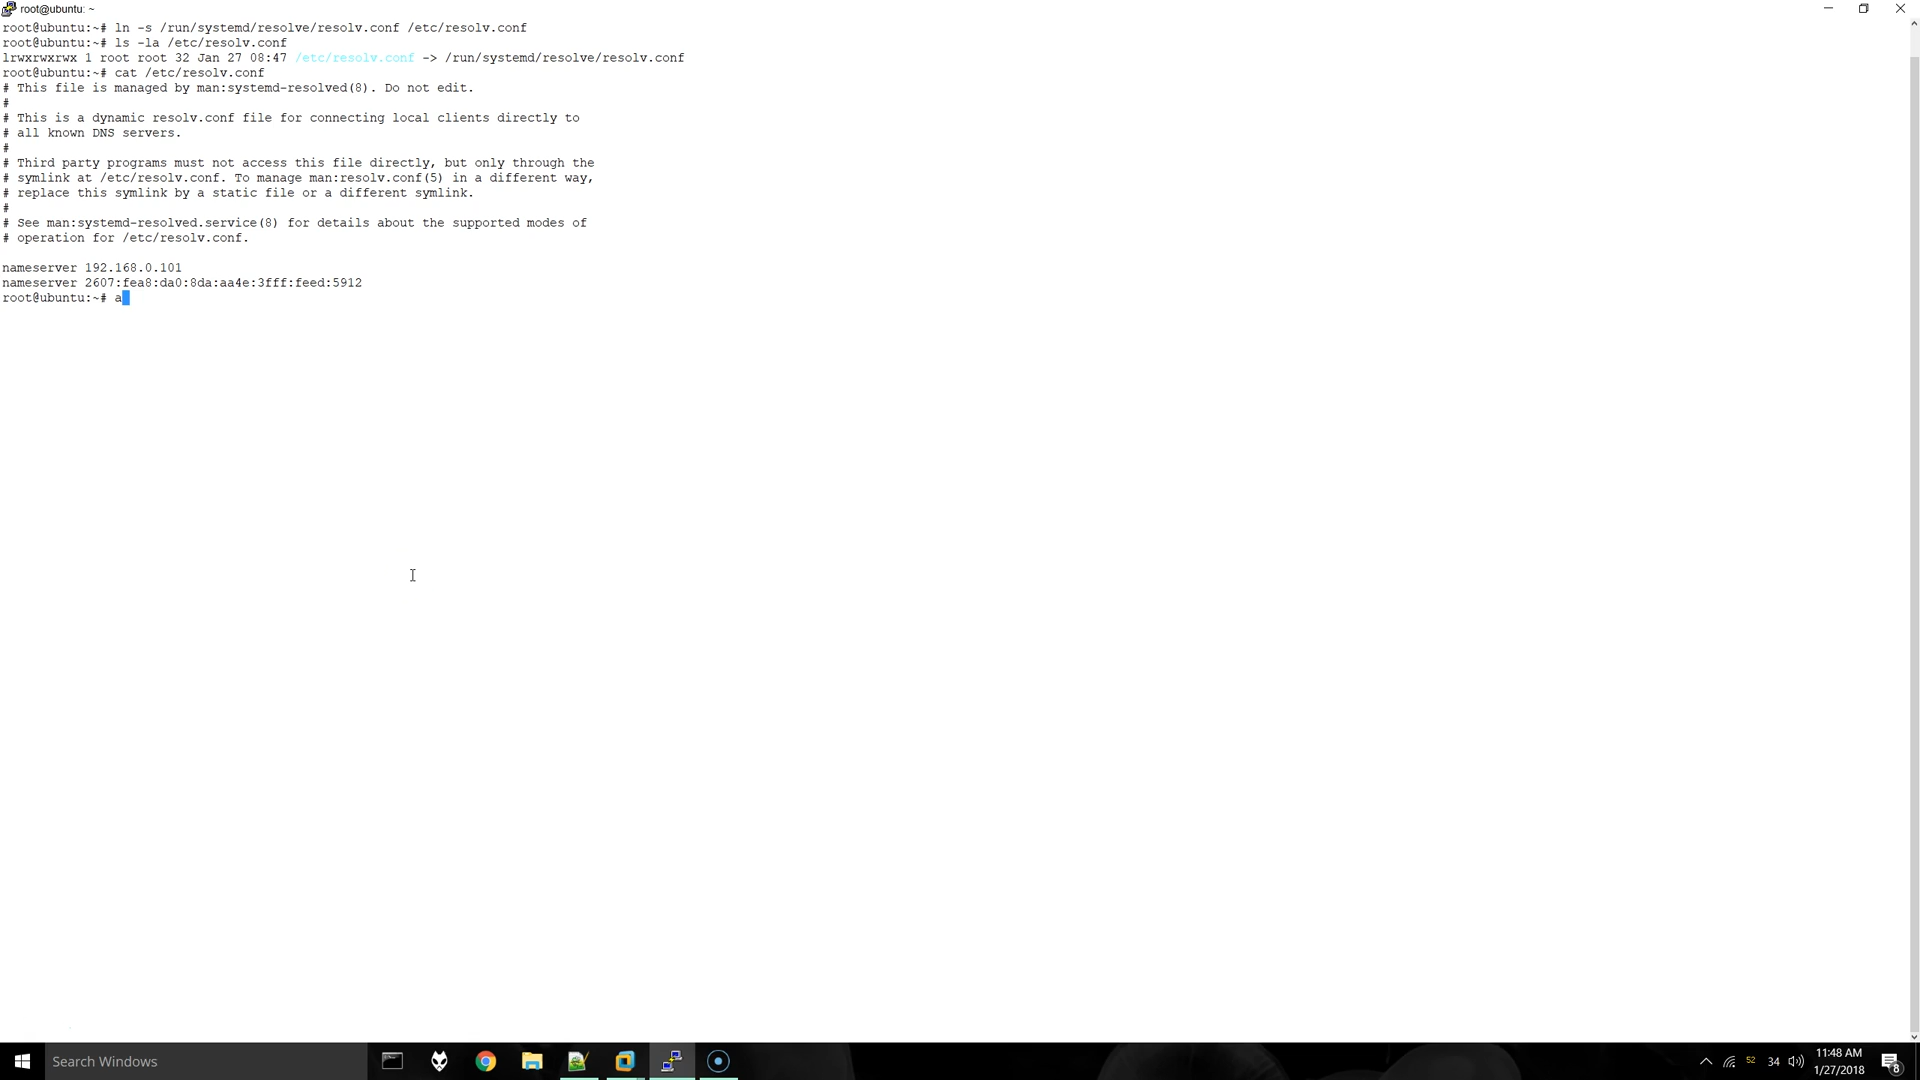 root@ubuntu: ~
root@ubuntu:~# ln -s /run/systemd/resolve/resolv.conf /etc/resolv.conf
root@ubuntu:~# ls -la /etc/resolv.conf
lrwxrwxrwx 1 root root 32 Jan 27 08:47 /etc/resolv.conf -> /run/systemd/resolve/resolv.conf
root@ubuntu:~# cat /etc/resolv.conf
# This file is managed by man:systemd-resolved(8). Do not edit.
#
# This is a dynamic resolv.conf file for connecting local clients directly to
# all known DNS servers.
#
# Third party programs must not access this file directly, but only through the
# symlink at /etc/resolv.conf. To manage man:resolv.conf(5) in a different way,
# replace this symlink by a static file or a different symlink.
#
# See man:systemd-resolved.service(8) for details about the supported modes of
# operation for /etc/resolv.conf.
nameserver 192.168.0.101
nameserver 2607:fea8:da0:8da:aa4e:3fff:feed:5912
root@ubuntu:~# a
Search Windows
52
34
11:48 AM
1/27/2018
8